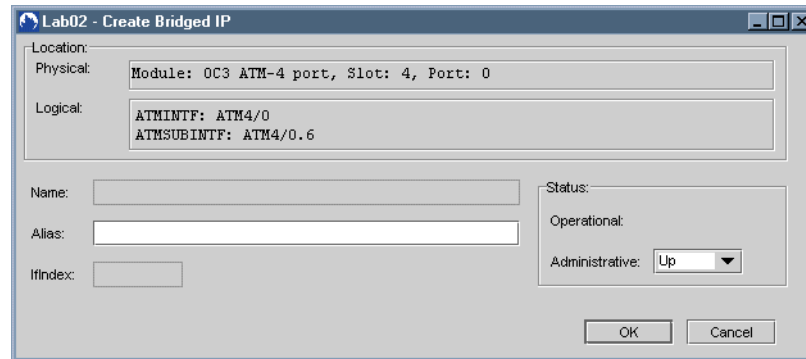 Lab02 - Create Bridged IP
Location:
Physical:
Module: OC3 ATM-4 port, Slot: 4, Port: 0
Logical:
ATMINTF: ATM4/0
ATMSUBINTF: ATM4/0.6
Name:
Alias:
IfIndex:
Status:
Operational:
Administrative: Up
OK Cancel